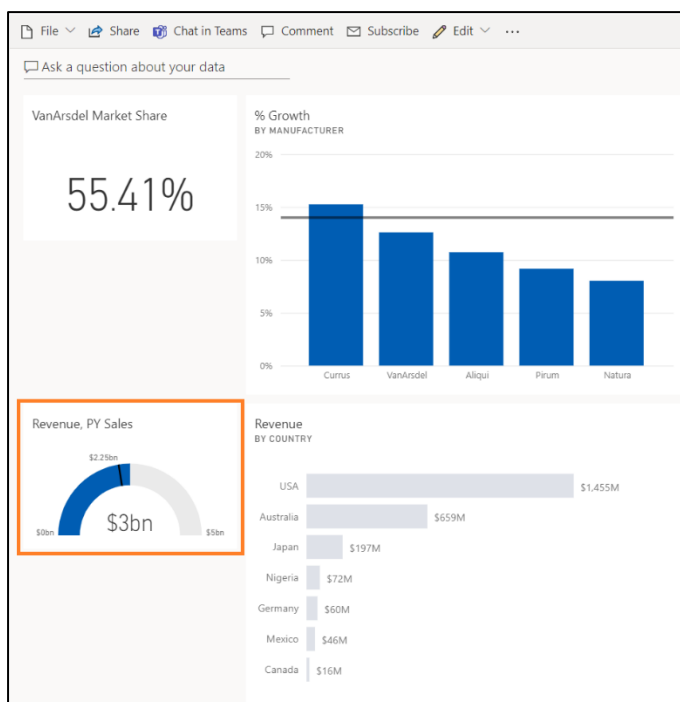 File Share Chat in Teams Comment Subscribe Edit ...
Ask a question about your data
VanArsdel Market Share
55.41%
% Growth
BY MANUFACTURER
20%
15%
10%
5%
0%
Currus VanArsdel Aliqui Pirum Natura
Revenue, PY Sales
$2.25bn
$0bn $3bn $5bn
Revenue
BY COUNTRY
USA $1,455M
Australia $659M
Japan $197M
Nigeria $72M
Germany $60M
Mexico $46M
Canada $16M